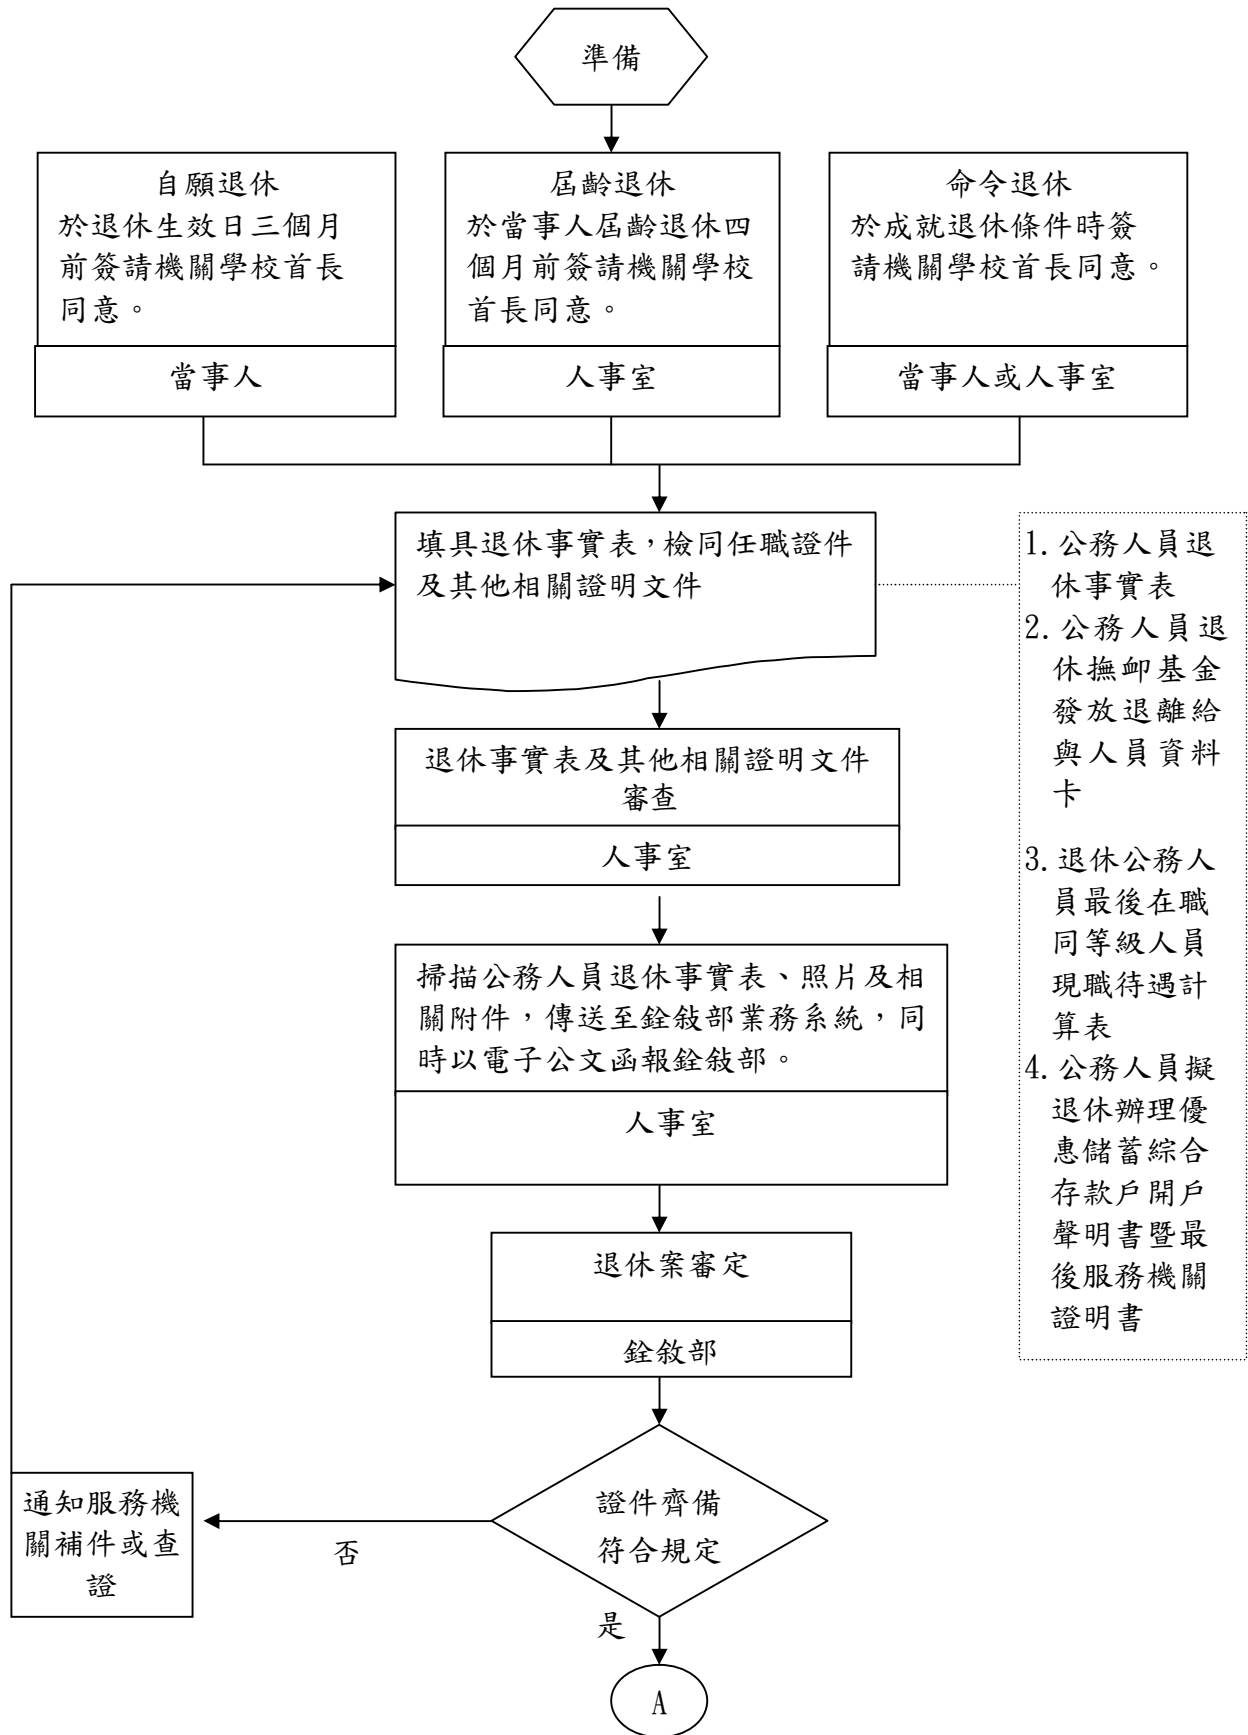 準備
自願退休
於退休生效日三個月
前簽請機關學校首長
同意。
當事人
屆齡退休
於當事人屆齡退休四
個月前簽請機關學校
首長同意。
人事室
命令退休
於成就退休條件時簽
請機關學校首長同意。
當事人或人事室
填具退休事實表，檢同任職證件
及其他相關證明文件
1.公務人員退
休事實表
2.公務人員退
休撫卹基金
發放退離給
與人員資料
卡
3.退休公務人
員最後在職
同等級人員
現職待遇計
算表
4.公務人員擬
退休辦理優
惠儲蓄綜合
存款戶開戶
聲明書暨最
後服務機關
證明書
退休事實表及其他相關證明文件
審查
人事室
掃描公務人員退休事實表、照片及相
關附件，傳送至銓敍部業務系統，同
時以電子公文函報銓敍部。
人事室
退休案審定
銓敘部
證件齊備
符合規定
否
通知服務機
關補件或查
證
是
A